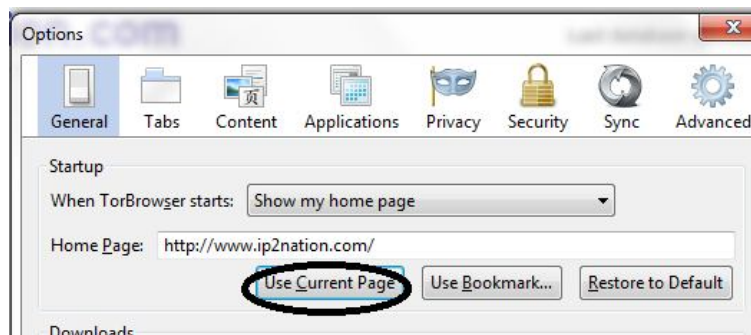 Options
General Tabs Content Applications Privacy Security Sync Advanced
Startup
When TorBrowser starts: Show my home page
Home Page: http://www.ip2nation.com/
Use Current Page Use Bookmark... Restore to Default
Downloads